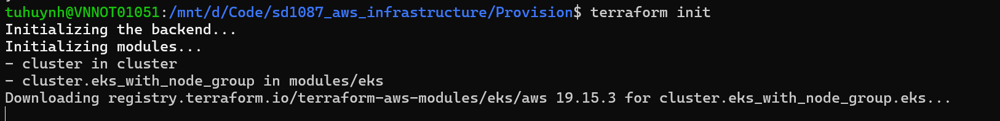 tuhuynh@VNNOT01051:/mnt/d/Code/sd1087_aws_infrastructure/Provision$ terraform init
Initializing the backend...
Initializing modules...
- cluster in cluster
- cluster.eks_with_node_group in modules/eks
Downloading registry.terraform.io/terraform-aws-modules/eks/aws 19.15.3 for cluster.eks_with_node_group.eks...